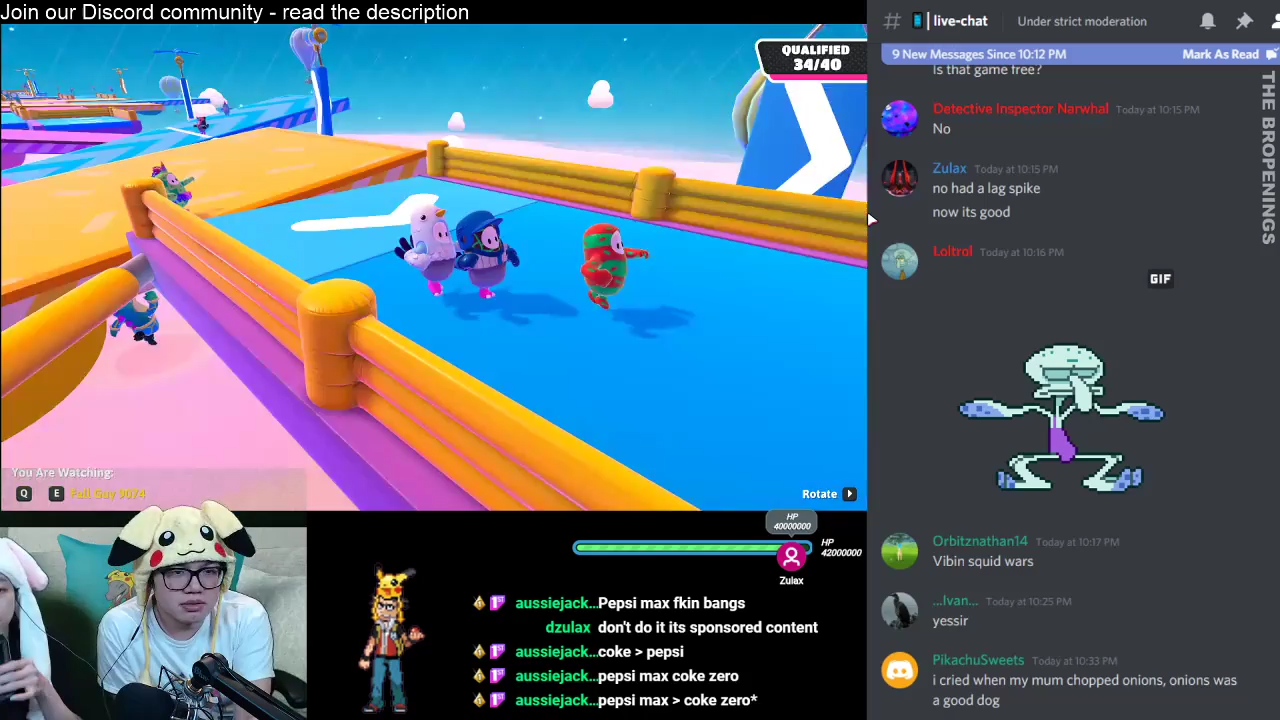 Join our Discord community - read the description
QUALIFIED
34/40
You Are Watching:
Q E Fall Guy 9074
Rotate
HP
40000000
HP
42000000
Zulax
aussiejack...Pepsi max fkin bangs
dzulax don't do it its sponsored content
aussiejack...coke > pepsi
aussiejack...pepsi max coke zero
aussiejack...pepsi max > coke zero*
# live-chat Under strict moderation
9 New Messages Since 10:12 PM Mark As Read
Is that game free?
Detective Inspector Narwhal Today at 10:15 PM
No
Zulax Today at 10:15 PM
no had a lag spike
now its good
Loltrol Today at 10:16 PM
GIF
Orbitznathan14 Today at 10:17 PM
Vibin squid wars
...Ivan... Today at 10:25 PM
yessir
PikachuSweets Today at 10:33 PM
i cried when my mum chopped onions, onions was
a good dog
THE BROPENINGS